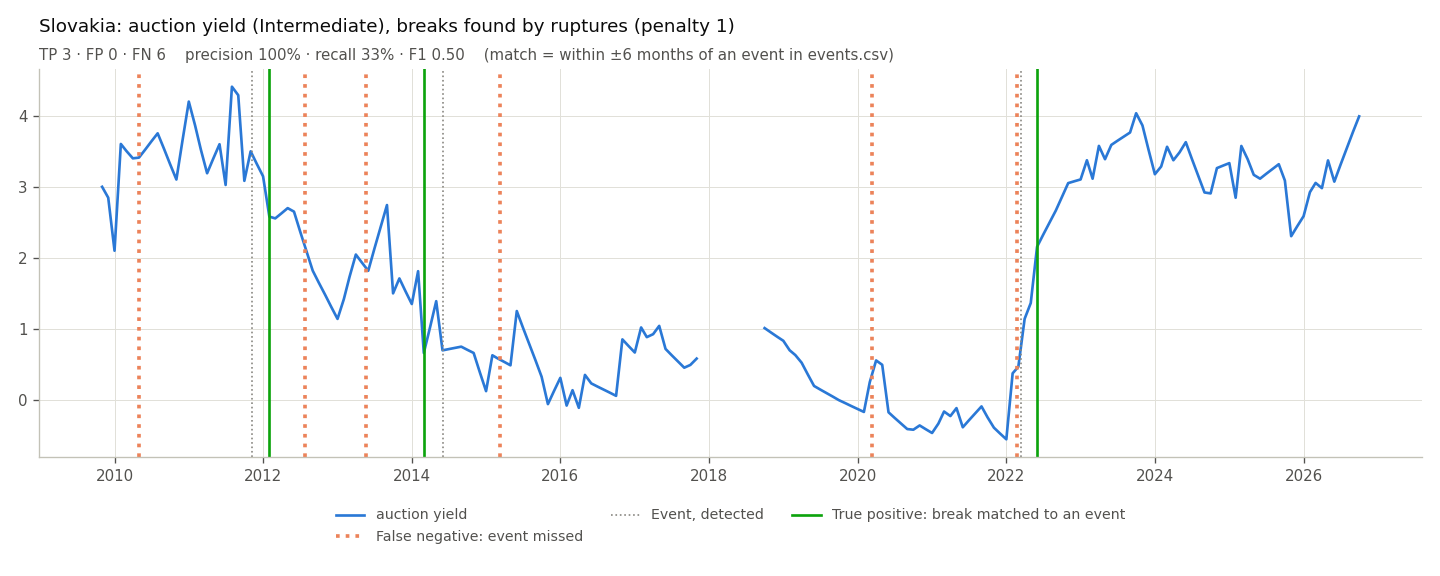 Slovakia: auction yield (Intermediate), breaks found by ruptures (penalty 1)
TP 3 · FP 0 · FN 6    precision 100% · recall 33% · F1 0.50    (match = within ±6 months of an event in events.csv)
4
3
2
1
0
2010 2012 2014 2016 2018 2020 2022 2024 2026
auction yield
False negative: event missed
Event, detected
True positive: break matched to an event